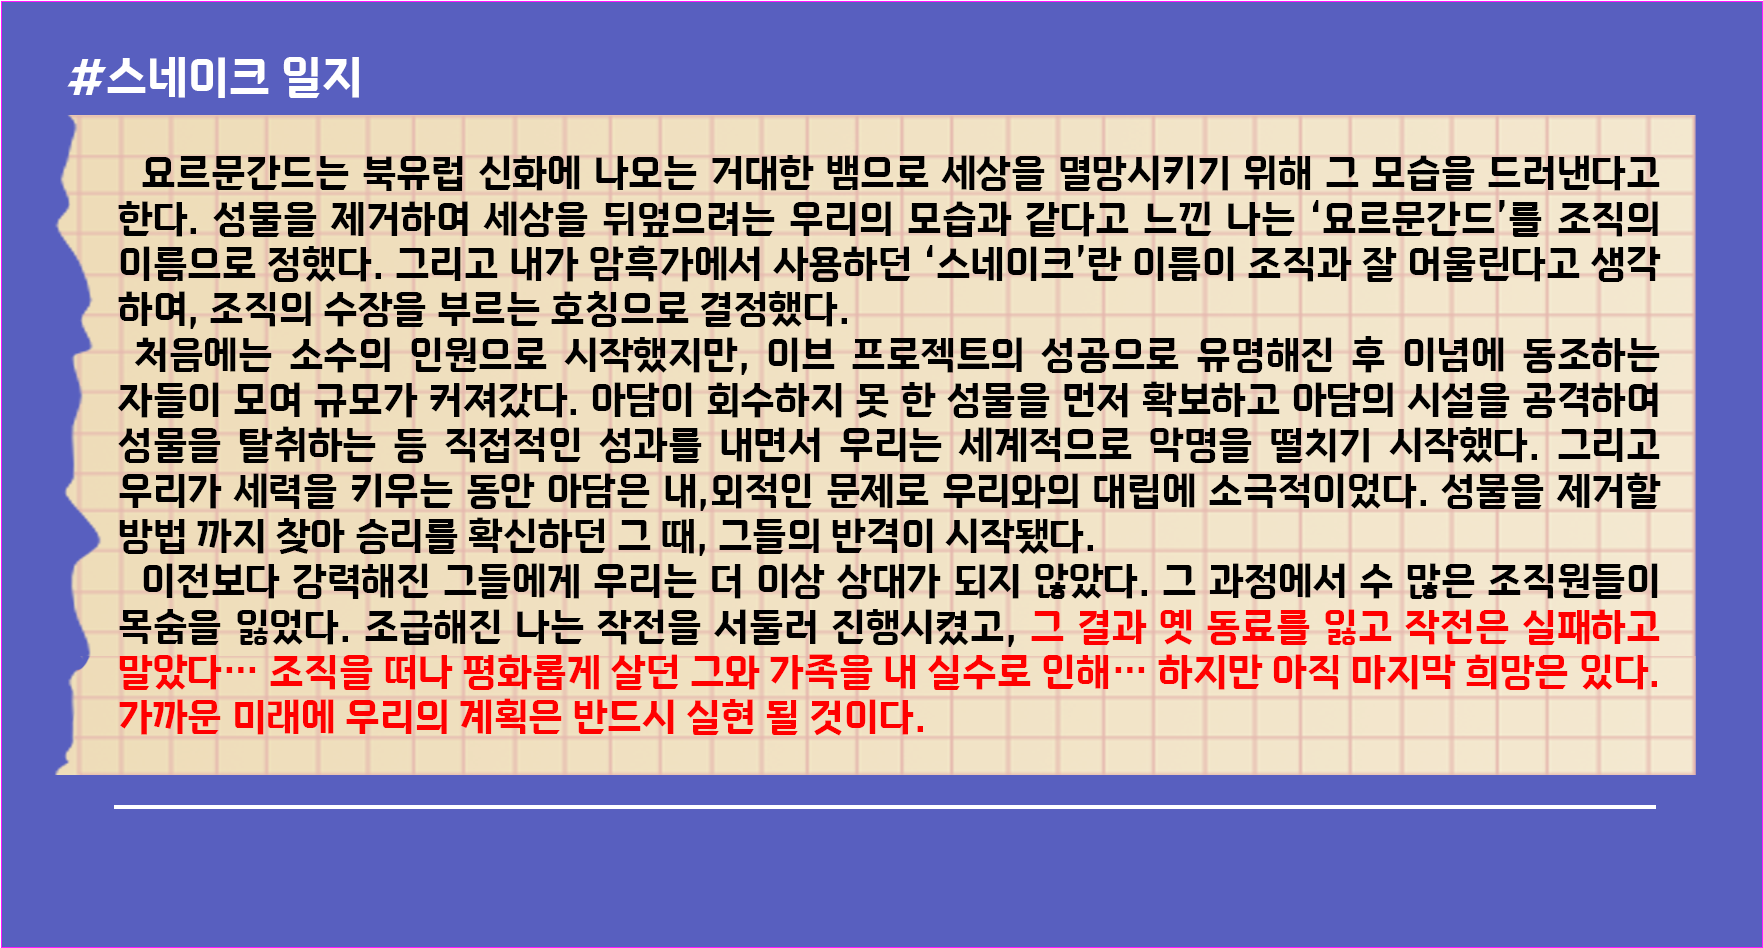 #스네이크 일지
요르문간드는 북유럽 신화에 나오는 거대한 뱀으로 세상을 멸망시키기 위해 그 모습을 드러낸다고
한다. 성물을 제거하여 세상을 뒤엎으려는 우리의 모습과 같다고 느낀 나는 ‘요르문간드’를 조직의
이름으로 정했다. 그리고 내가 암흑가에서 사용하던 ‘스네이크’란 이름이 조직과 잘 어울린다고 생각
하여, 조직의 수장을 부르는 호칭으로 결정했다.
처음에는 소수의 인원으로 시작했지만, 이브 프로젝트의 성공으로 유명해진 후 이념에 동조하는
자들이 모여 규모가 커져갔다. 아담이 회수하지 못 한 성물을 먼저 확보하고 아담의 시설을 공격하여
성물을 탈취하는 등 직접적인 성과를 내면서 우리는 세계적으로 악명을 떨치기 시작했다. 그리고
우리가 세력을 키우는 동안 아담은 내,외적인 문제로 우리와의 대립에 소극적이었다. 성물을 제거할
방법 까지 찾아 승리를 확신하던 그 때, 그들의 반격이 시작됐다.
이전보다 강력해진 그들에게 우리는 더 이상 상대가 되지 않았다. 그 과정에서 수 많은 조직원들이
목숨을 잃었다. 조급해진 나는 작전을 서둘러 진행시켰고, 그 결과 옛 동료를 잃고 작전은 실패하고
말았다… 조직을 떠나 평화롭게 살던 그와 가족을 내 실수로 인해… 하지만 아직 마지막 희망은 있다.
가까운 미래에 우리의 계획은 반드시 실현 될 것이다.